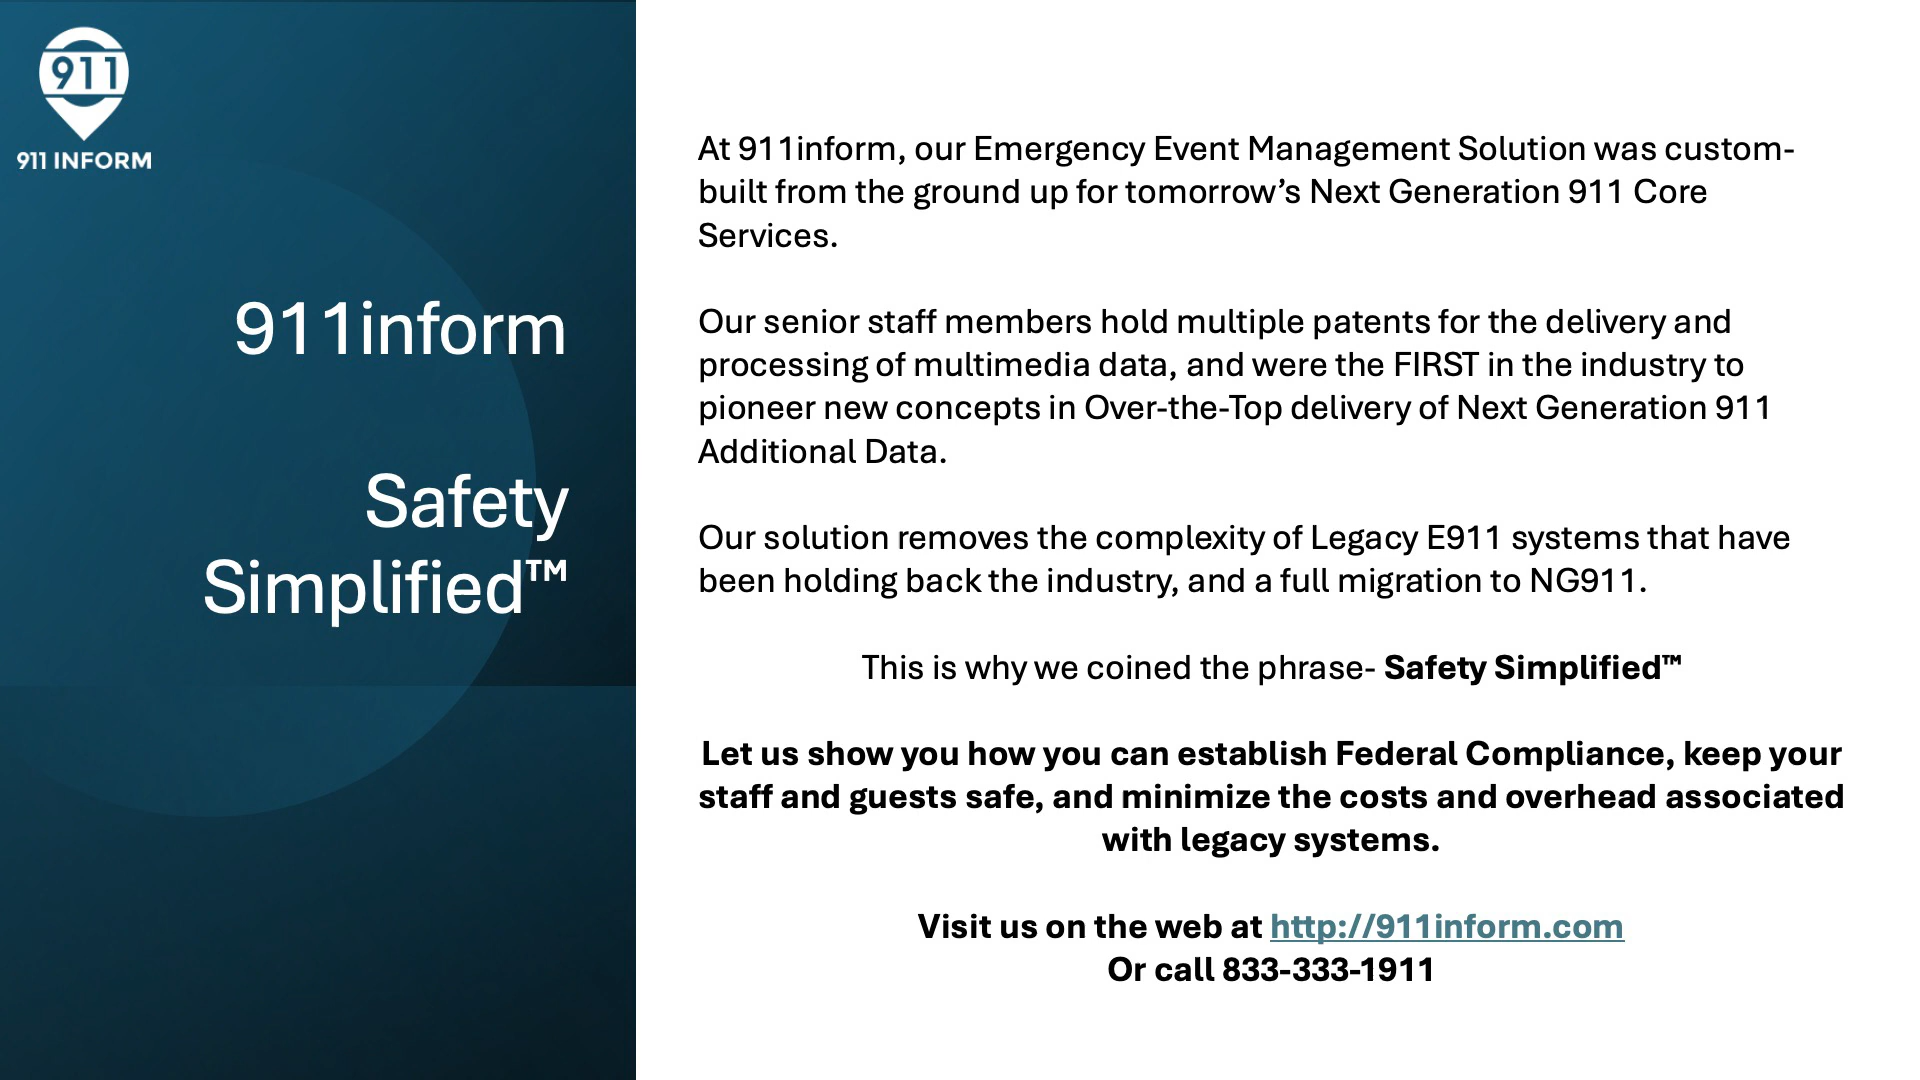 911
911 INFORM
911inform
Safety
Simplified™
At 911inform, our Emergency Event Management Solution was custom-
built from the ground up for tomorrow’s Next Generation 911 Core
Services.
Our senior staff members hold multiple patents for the delivery and
processing of multimedia data, and were the FIRST in the industry to
pioneer new concepts in Over-the-Top delivery of Next Generation 911
Additional Data.
Our solution removes the complexity of Legacy E911 systems that have
been holding back the industry, and a full migration to NG911.
This is why we coined the phrase- Safety Simplified™
Let us show you how you can establish Federal Compliance, keep your
staff and guests safe, and minimize the costs and overhead associated
with legacy systems.
Visit us on the web at http://911inform.com
Or call 833-333-1911